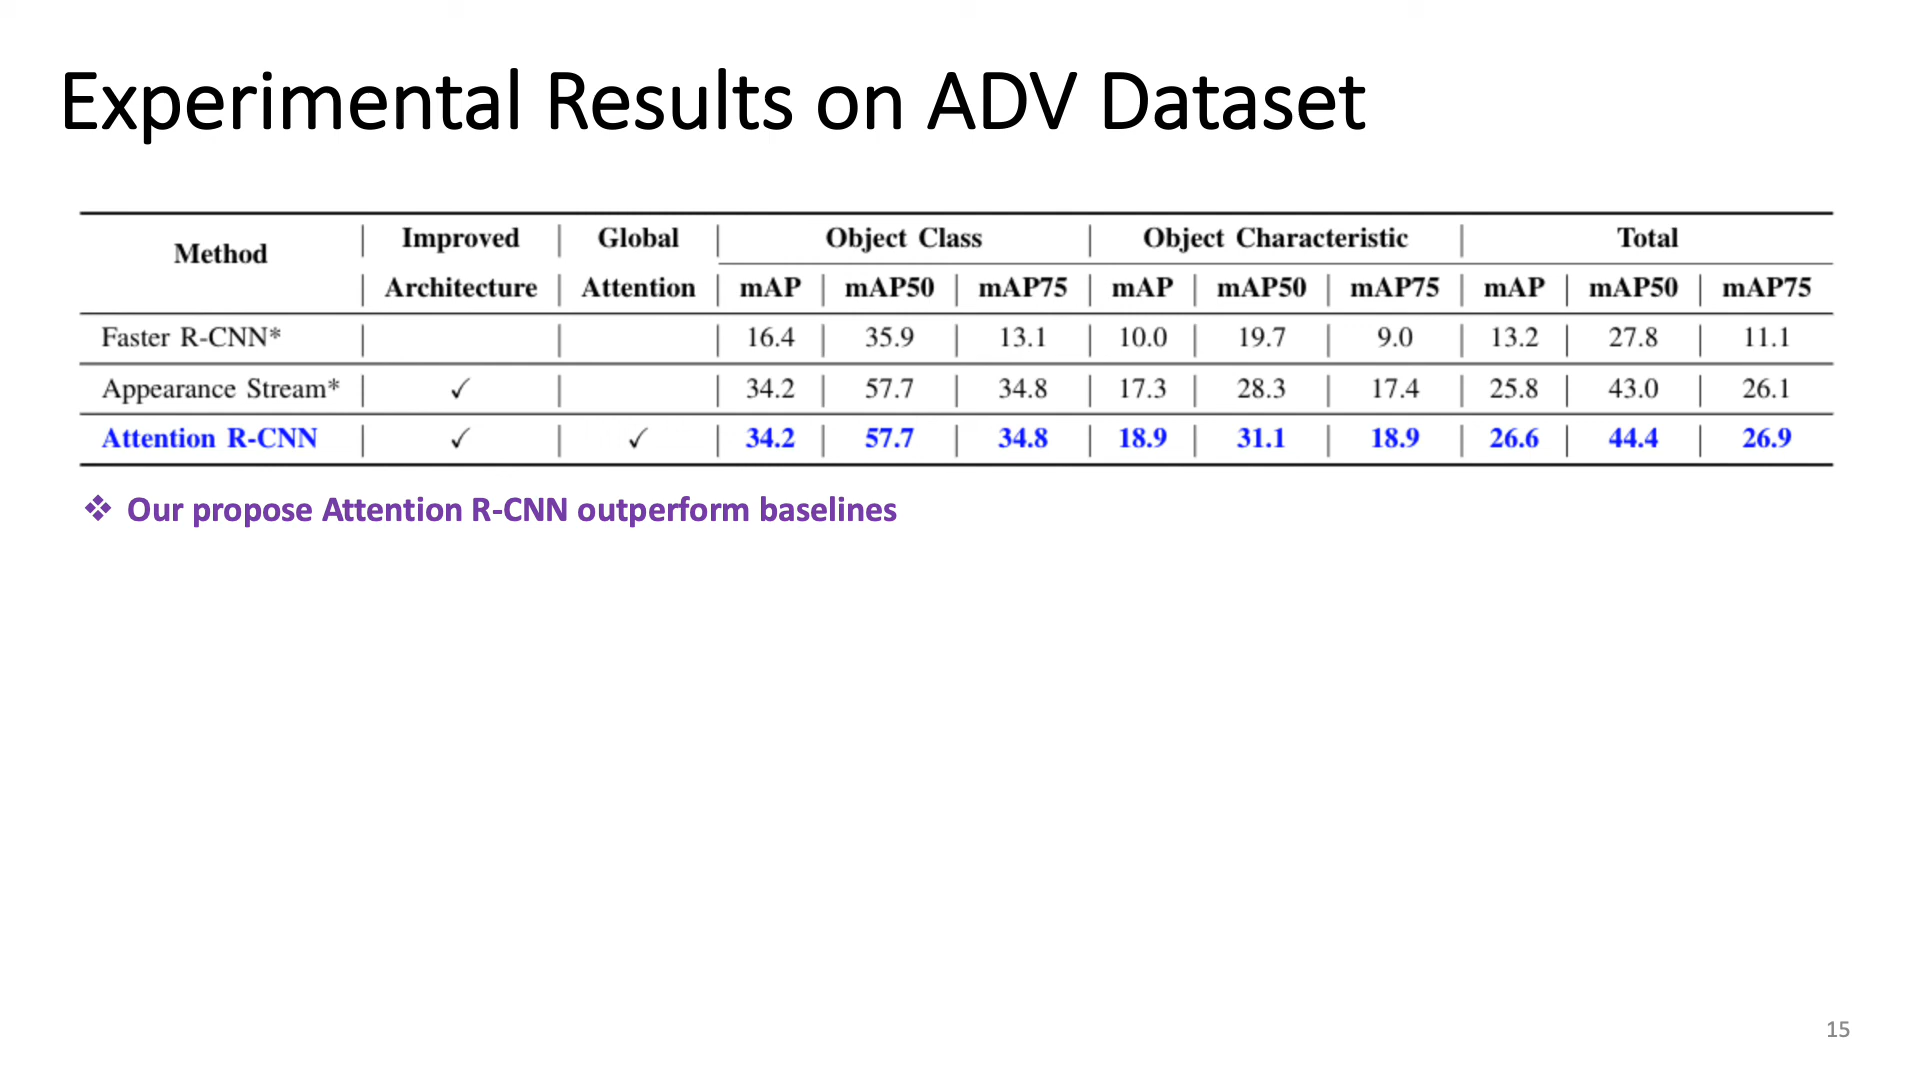 Experimental Results on ADV Dataset
Method | Improved Architecture | Global Attention | Object Class | Object Characteristic | Total
mAP | mAP50 | mAP75 | mAP | mAP50 | mAP75 | mAP | mAP50 | mAP75
Faster R-CNN* | | | 16.4 | 35.9 | 13.1 | 10.0 | 19.7 | 9.0 | 13.2 | 27.8 | 11.1
Appearance Stream* | ✓ | | 34.2 | 57.7 | 34.8 | 17.3 | 28.3 | 17.4 | 25.8 | 43.0 | 26.1
Attention R-CNN | ✓ | ✓ | 34.2 | 57.7 | 34.8 | 18.9 | 31.1 | 18.9 | 26.6 | 44.4 | 26.9
❖ Our propose Attention R-CNN outperform baselines
15